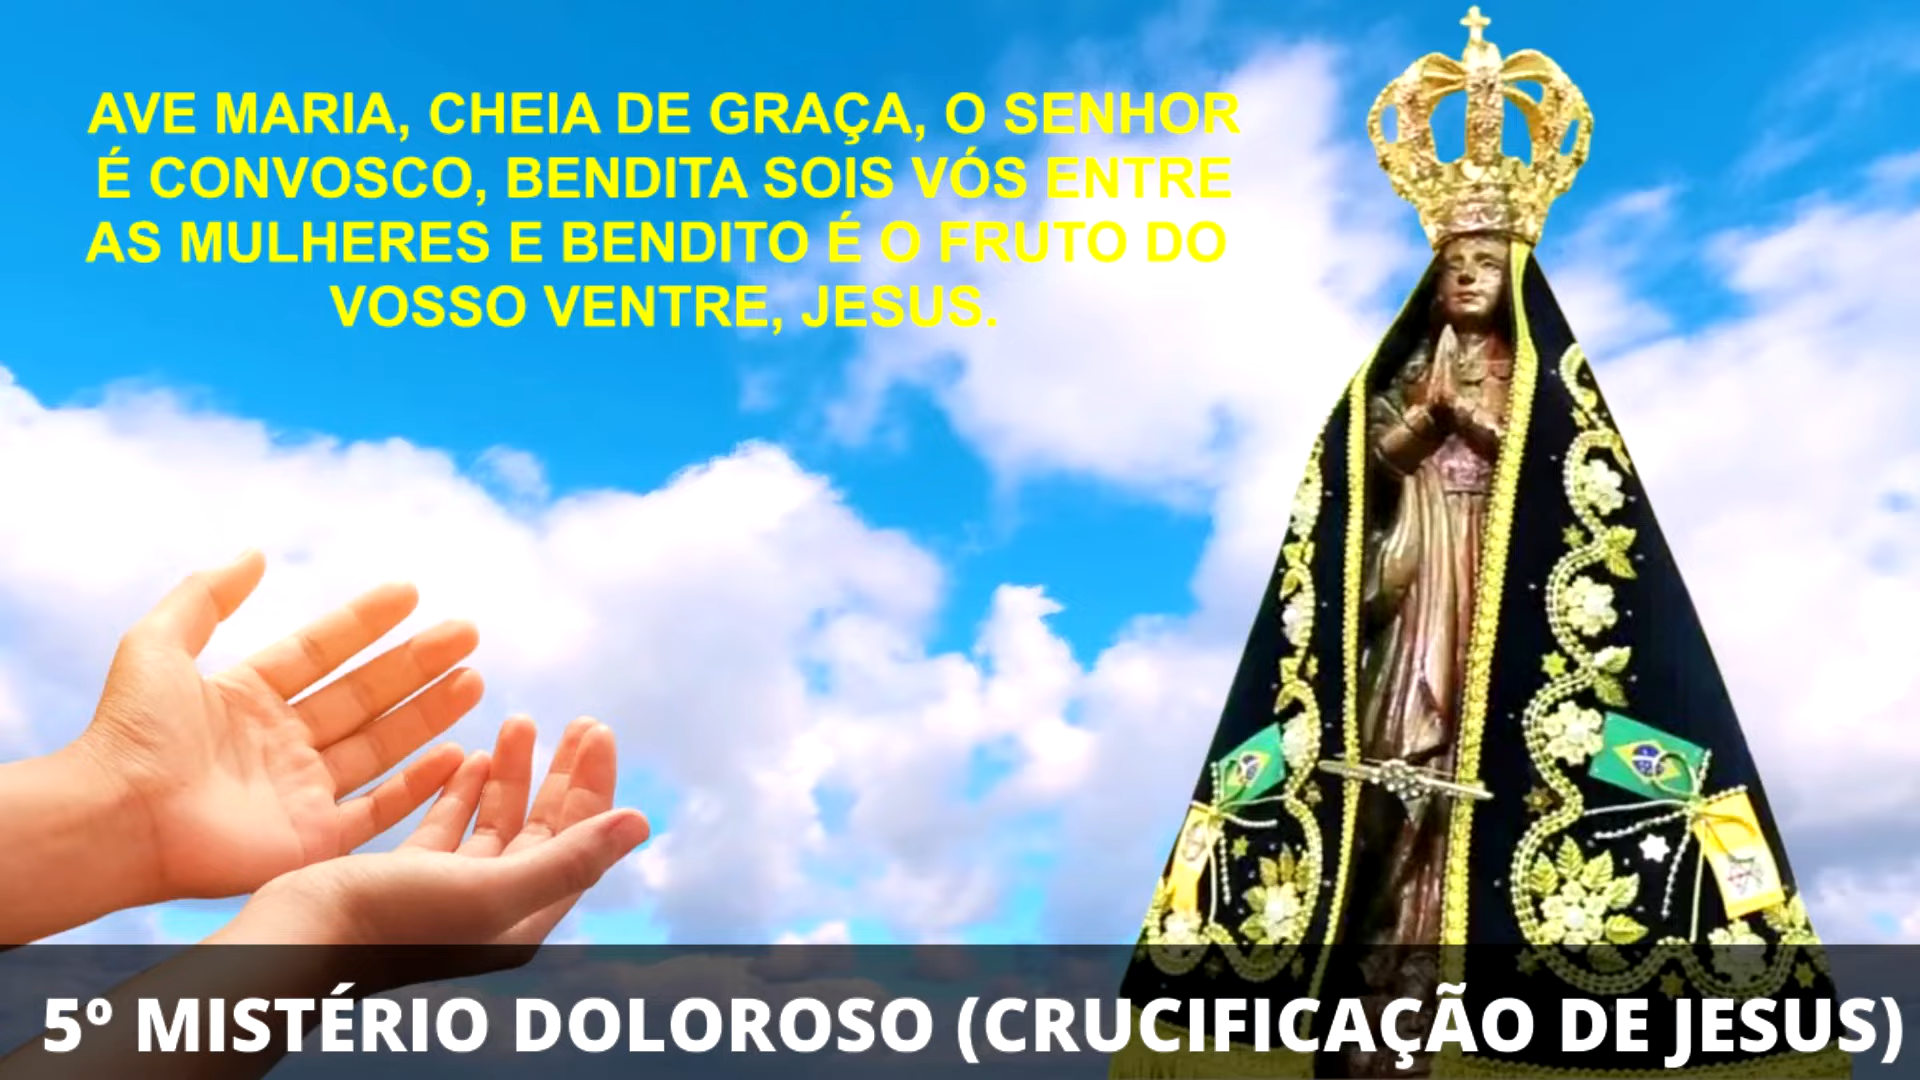 AVE MARIA, CHEIA DE GRAÇA, O SENHOR
É CONVOSCO, BENDITA SOIS VÓS ENTRE
AS MULHERES E BENDITO É O FRUTO DO
VOSSO VENTRE, JESUS.
5º MISTÉRIO DOLOROSO (CRUCIFICAÇÃO DE JESUS)